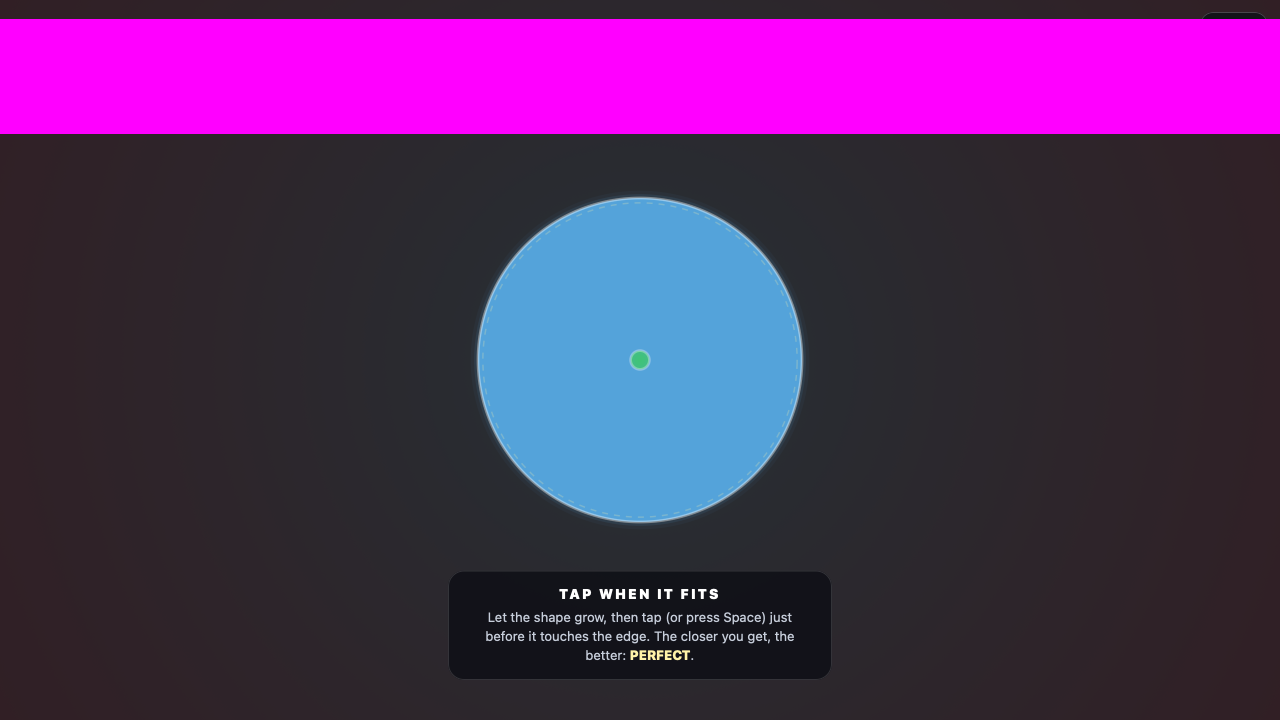 TAP WHEN IT FITS
Let the shape grow, then tap (or press Space) just
before it touches the edge. The closer you get, the
better: PERFECT.